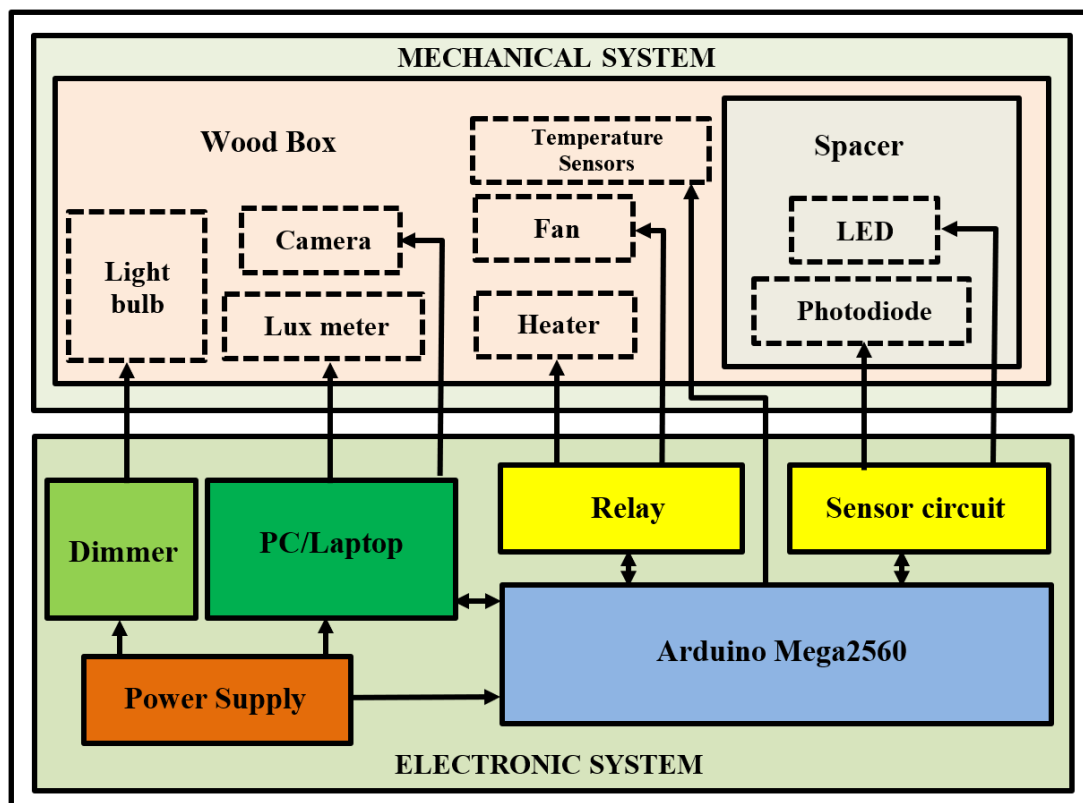 MECHANICAL SYSTEM
Wood Box
Temperature
Sensors
Spacer
Light
bulb
Camera
Fan
LED
Lux meter
Heater
Photodiode
Dimmer
PC/Laptop
Relay
Sensor circuit
Power Supply
Arduino Mega2560
ELECTRONIC SYSTEM